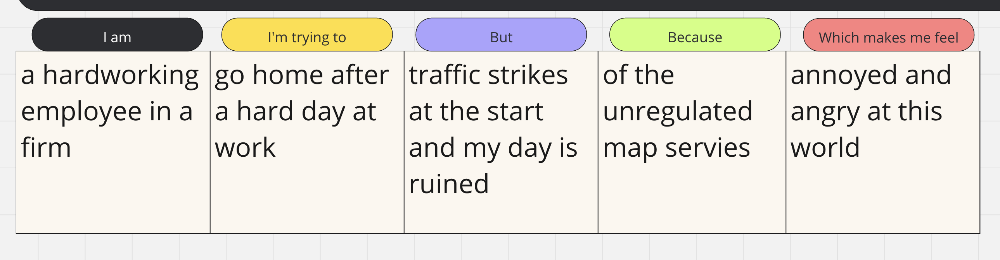 I am
I'm trying to
But
Because
Which makes me feel
a hardworking
employee in a
firm
go home after
a hard day at
work
traffic strikes
at the start
and my day is
ruined
of the
unregulated
map servies
annoyed and
angry at this
world